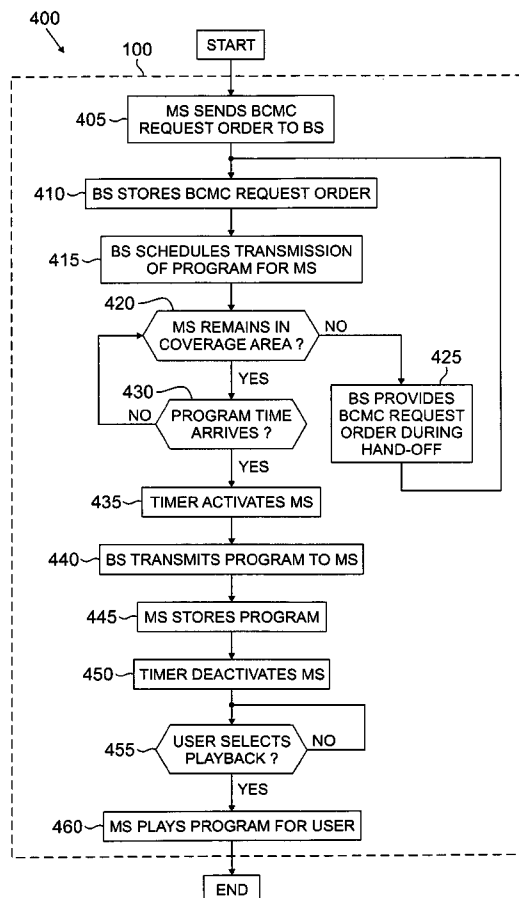 400
START
100
405
MS SENDS BCMC
REQUEST ORDER TO BS
410
BS STORES BCMC REQUEST ORDER
415
BS SCHEDULES TRANSMISSION
OF PROGRAM FOR MS
420
MS REMAINS IN
COVERAGE AREA ?
NO
YES
425
BS PROVIDES
BCMC REQUEST
ORDER DURING
HAND-OFF
430
NO
PROGRAM TIME
ARRIVES ?
YES
435
TIMER ACTIVATES MS
440
BS TRANSMITS PROGRAM TO MS
445
MS STORES PROGRAM
450
TIMER DEACTIVATES MS
455
USER SELECTS
PLAYBACK ?
NO
YES
460
MS PLAYS PROGRAM FOR USER
END